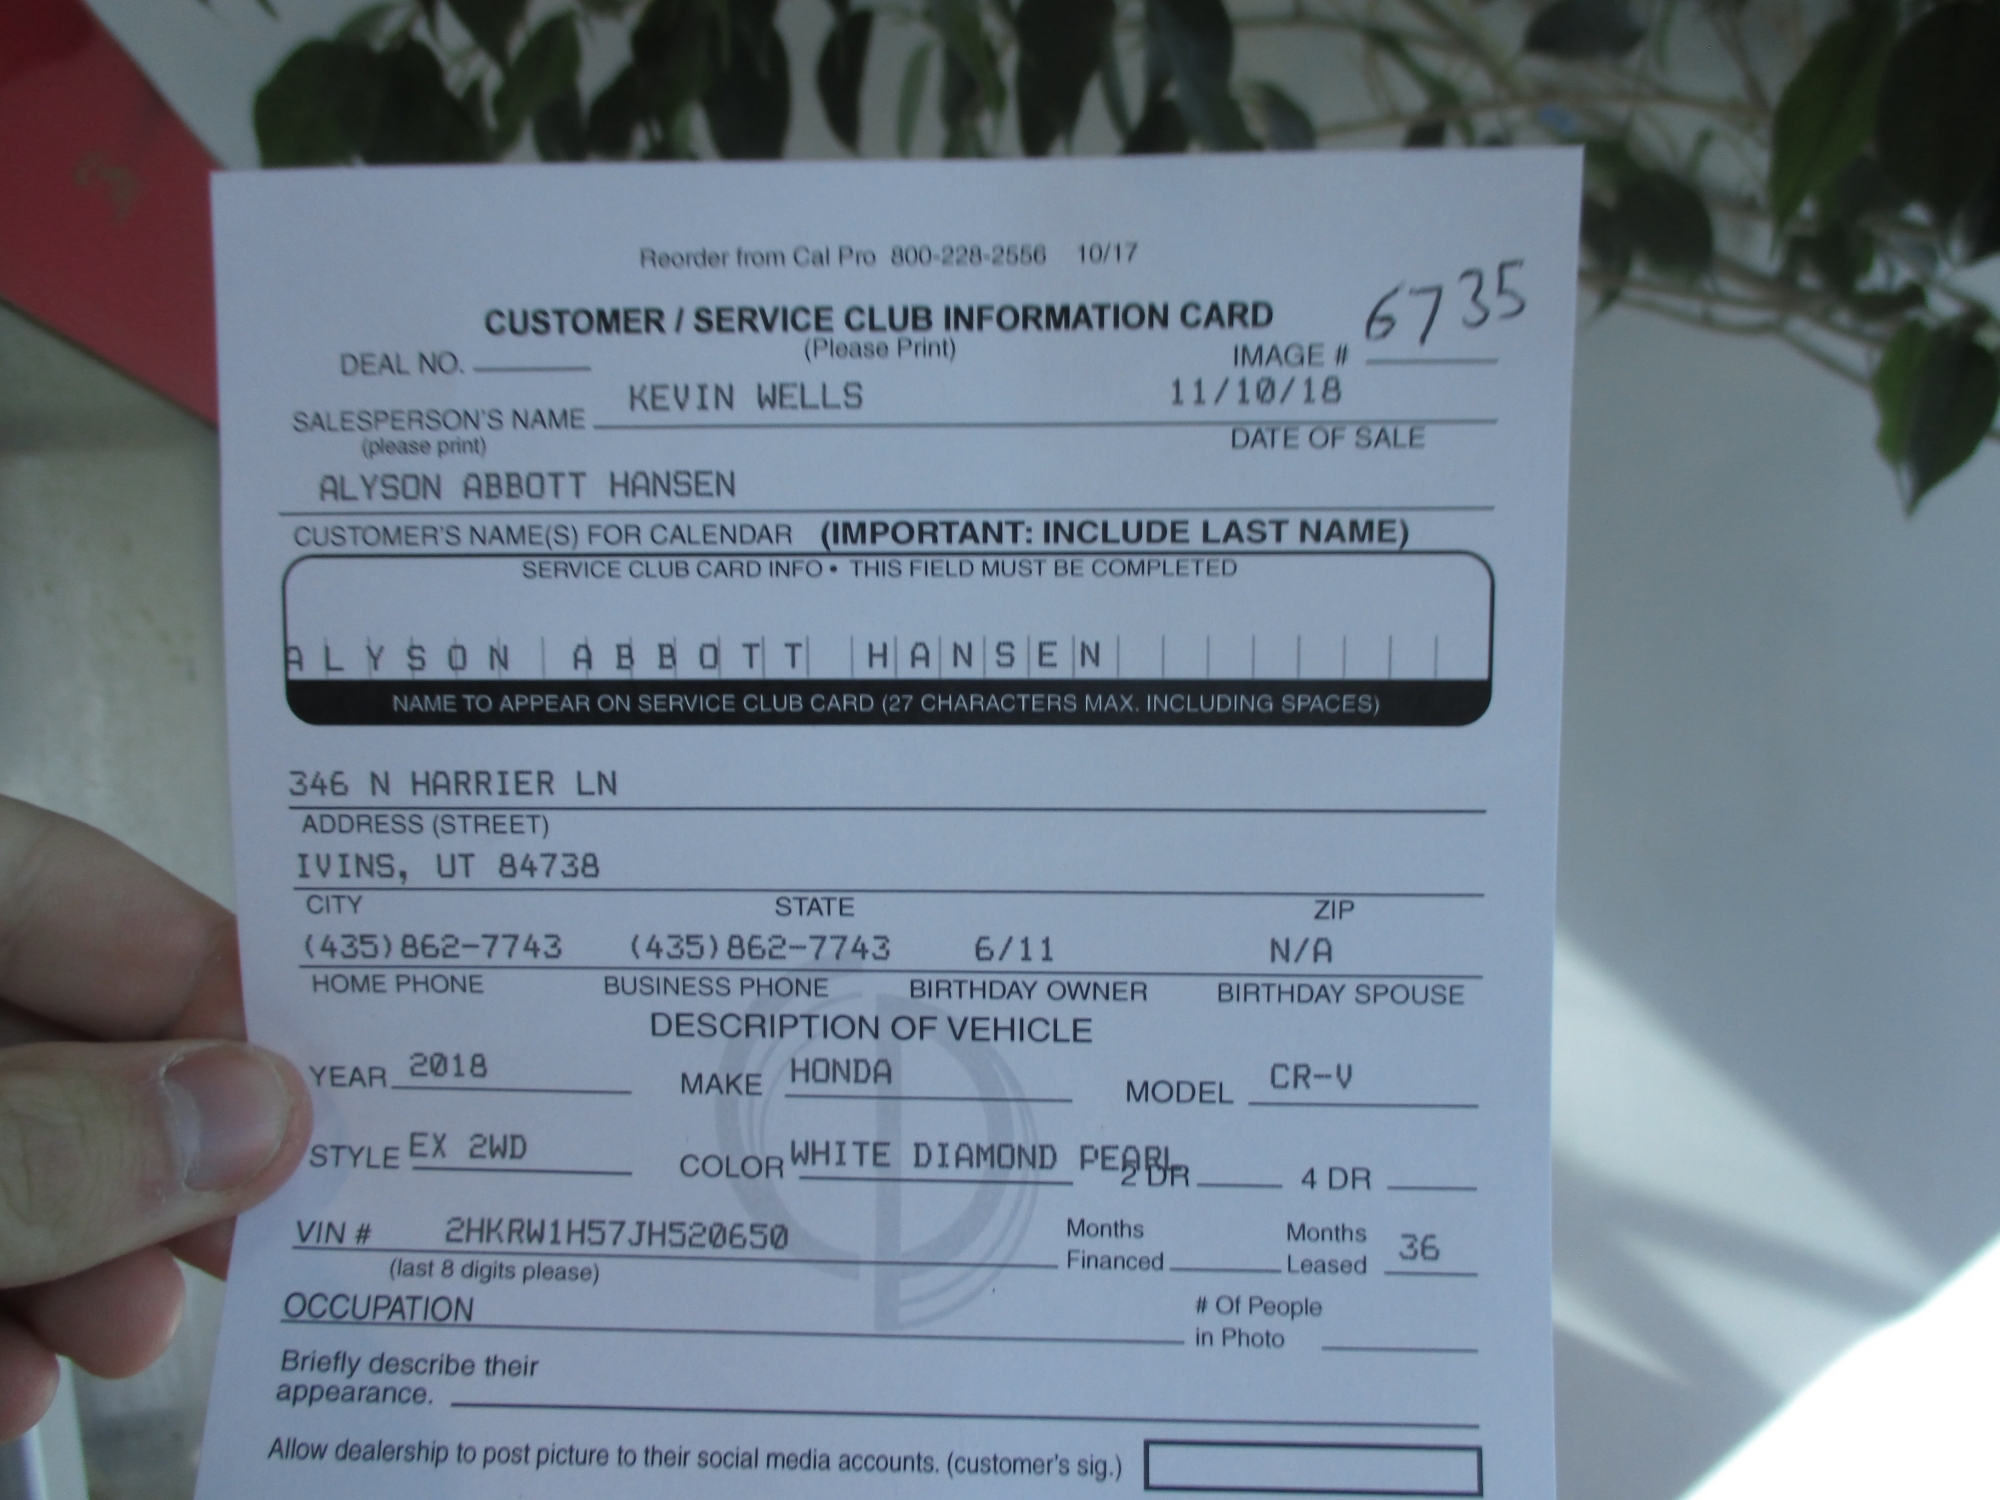 Reorder from Cal Pro 800-228-2556 10/17
CUSTOMER / SERVICE CLUB INFORMATION CARD
(Please Print)
DEAL NO. IMAGE # 6735
SALESPERSON'S NAME KEVIN WELLS 11/10/18
(please print) DATE OF SALE
ALYSON ABBOTT HANSEN
CUSTOMER'S NAME(S) FOR CALENDAR (IMPORTANT: INCLUDE LAST NAME)
SERVICE CLUB CARD INFO • THIS FIELD MUST BE COMPLETED
ALYSON ABBOTT HANSEN
NAME TO APPEAR ON SERVICE CLUB CARD (27 CHARACTERS MAX. INCLUDING SPACES)
346 N HARRIER LN
ADDRESS (STREET)
IVINS, UT 84738
CITY STATE ZIP
(435)862-7743 (435)862-7743 6/11 N/A
HOME PHONE BUSINESS PHONE BIRTHDAY OWNER BIRTHDAY SPOUSE
DESCRIPTION OF VEHICLE
YEAR 2018 MAKE HONDA MODEL CR-V
STYLE EX 2WD COLOR WHITE DIAMOND PEARL 2 DR 4 DR
VIN # 2HKRW1H57JH520650 Months Financed Months Leased 36
(last 8 digits please)
OCCUPATION # Of People in Photo
Briefly describe their
appearance.
Allow dealership to post picture to their social media accounts. (customer's sig.)